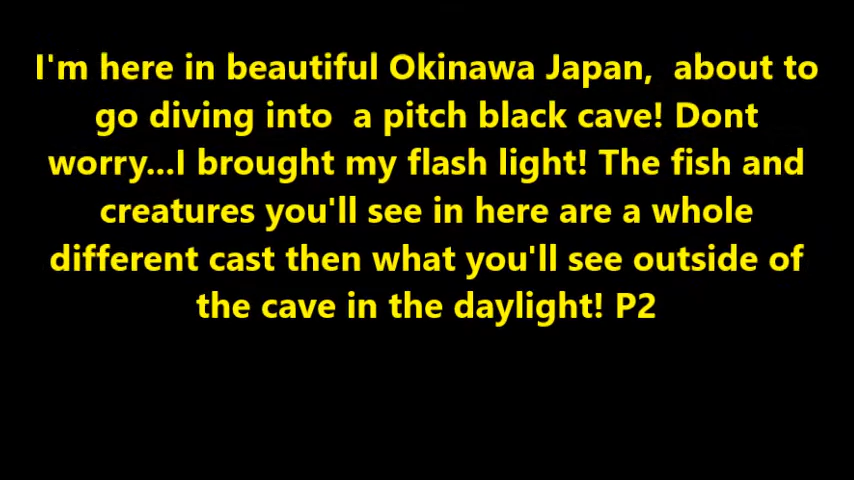 I'm here in beautiful Okinawa Japan,  about to
go diving into  a pitch black cave! Dont
worry...I brought my flash light! The fish and
creatures you'll see in here are a whole
different cast then what you'll see outside of
the cave in the daylight! P2